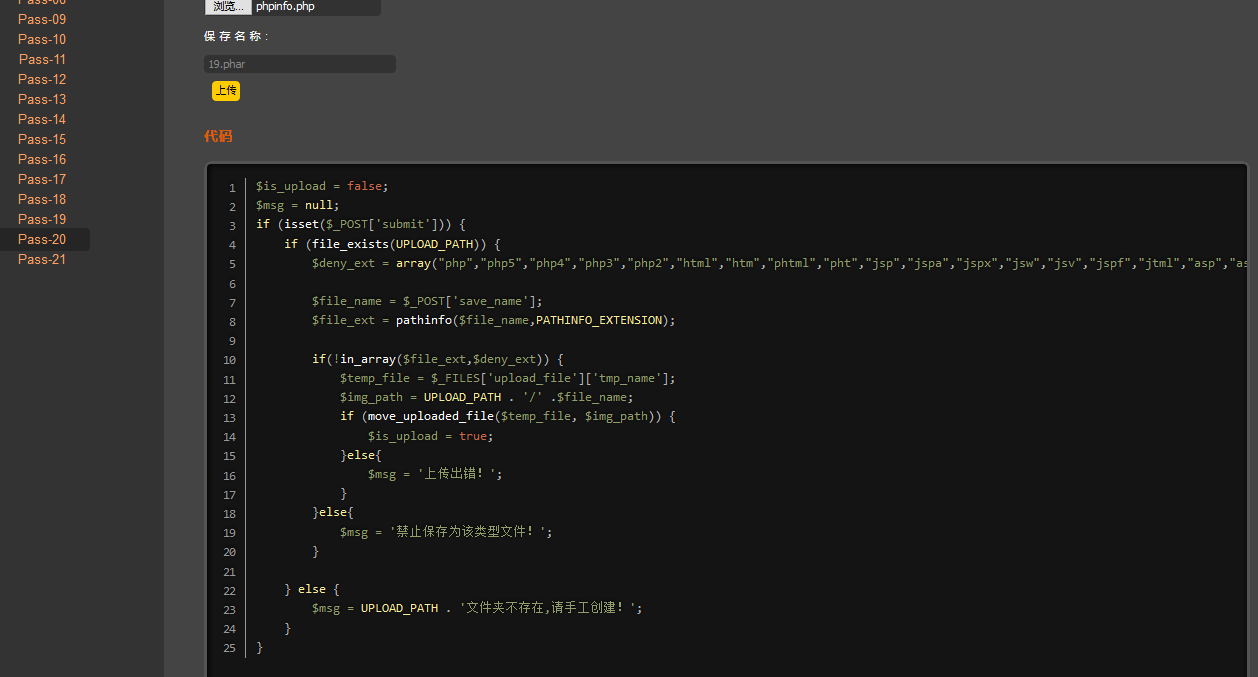 Pass-08
Pass-09
Pass-10
Pass-11
Pass-12
Pass-13
Pass-14
Pass-15
Pass-16
Pass-17
Pass-18
Pass-19
Pass-20
Pass-21
浏览... phpinfo.php
保存名称:
19.phar
上传
代码
1 $is_upload = false;
2 $msg = null;
3 if (isset($_POST['submit'])) {
4     if (file_exists(UPLOAD_PATH)) {
5         $deny_ext = array("php","php5","php4","php3","php2","html","htm","phtml","pht","jsp","jspa","jspx","jsw","jsv","jspf","jtml","asp","as
6
7         $file_name = $_POST['save_name'];
8         $file_ext = pathinfo($file_name,PATHINFO_EXTENSION);
9
10         if(!in_array($file_ext,$deny_ext)) {
11             $temp_file = $_FILES['upload_file']['tmp_name'];
12             $img_path = UPLOAD_PATH . '/' .$file_name;
13             if (move_uploaded_file($temp_file, $img_path)) {
14                 $is_upload = true;
15             }else{
16                 $msg = '上传出错！';
17             }
18         }else{
19             $msg = '禁止保存为该类型文件！';
20         }
21
22     } else {
23         $msg = UPLOAD_PATH . '文件夹不存在,请手工创建！';
24     }
25 }